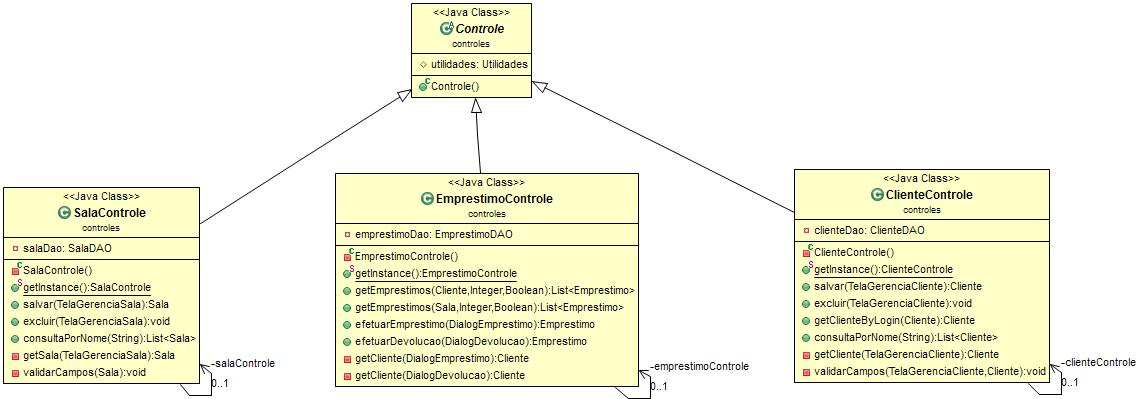 <<Java Class>>
Controle
controles
utilidades: Utilidades
Controle()
<<Java Class>>
SalaControle
controles
salaDao: SalaDAO
SalaControle()
getInstance():SalaControle
salvar(TelaGerenciaSala):Sala
excluir(TelaGerenciaSala):void
consultaPorNome(String):List<Sala>
getSala(TelaGerenciaSala):Sala
validarCampos(Sala):void
-salaControle
0..1
<<Java Class>>
EmprestimoControle
controles
emprestimoDao: EmprestimoDAO
EmprestimoControle()
getInstance():EmprestimoControle
getEmprestimos(Cliente,Integer,Boolean):List<Emprestimo>
getEmprestimos(Sala,Integer,Boolean):List<Emprestimo>
efetuarEmprestimo(DialogEmprestimo):Emprestimo
efetuarDevolucao(DialogDevolucao):Emprestimo
getCliente(DialogEmprestimo):Cliente
getCliente(DialogDevolucao):Cliente
-emprestimoControle
0..1
<<Java Class>>
ClienteControle
controles
clienteDao: ClienteDAO
ClienteControle()
getInstance():ClienteControle
salvar(TelaGerenciaCliente):Cliente
excluir(TelaGerenciaCliente):void
getClienteByLogin(Cliente):Cliente
consultaPorNome(String):List<Cliente>
getCliente(TelaGerenciaCliente):Cliente
validarCampos(TelaGerenciaCliente,Cliente):void
-clienteControle
0..1